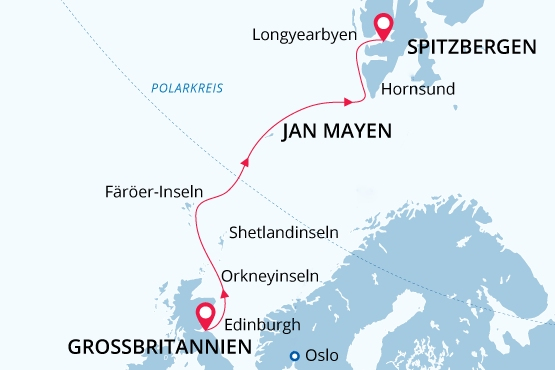 Longyearbyen
SPITZBERGEN
Hornsund
POLARKREIS
JAN MAYEN
Färöer-Inseln
Shetlandinseln
Orkneyinseln
Edinburgh
GROSSBRITANNIEN
Oslo